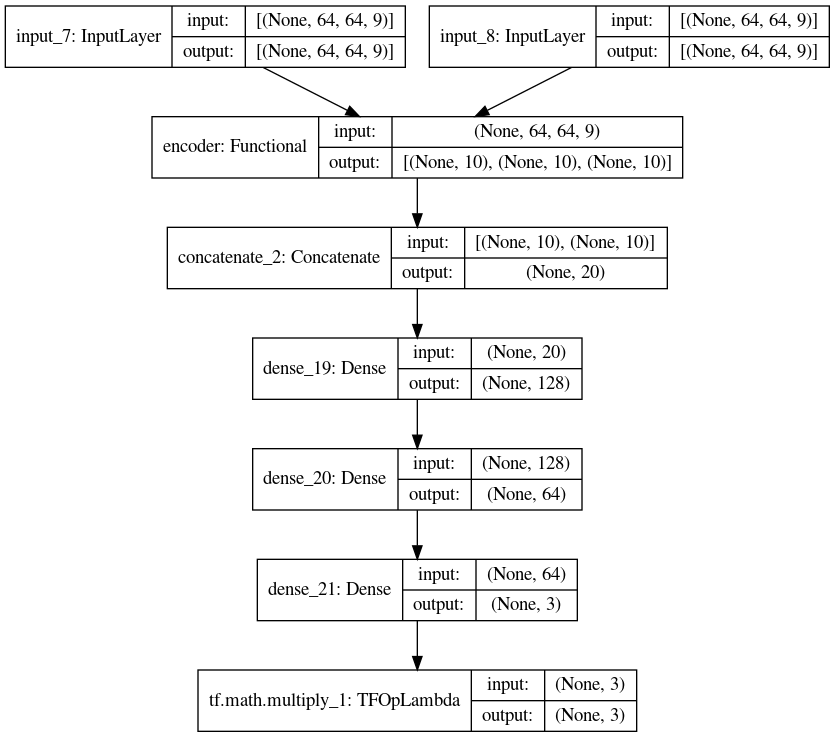 input_7: InputLayer
input: [(None, 64, 64, 9)]
output: [(None, 64, 64, 9)]
input_8: InputLayer
input: [(None, 64, 64, 9)]
output: [(None, 64, 64, 9)]
encoder: Functional
input: (None, 64, 64, 9)
output: [(None, 10), (None, 10), (None, 10)]
concatenate_2: Concatenate
input: [(None, 10), (None, 10)]
output: (None, 20)
dense_19: Dense
input: (None, 20)
output: (None, 128)
dense_20: Dense
input: (None, 128)
output: (None, 64)
dense_21: Dense
input: (None, 64)
output: (None, 3)
tf.math.multiply_1: TFOpLambda
input: (None, 3)
output: (None, 3)